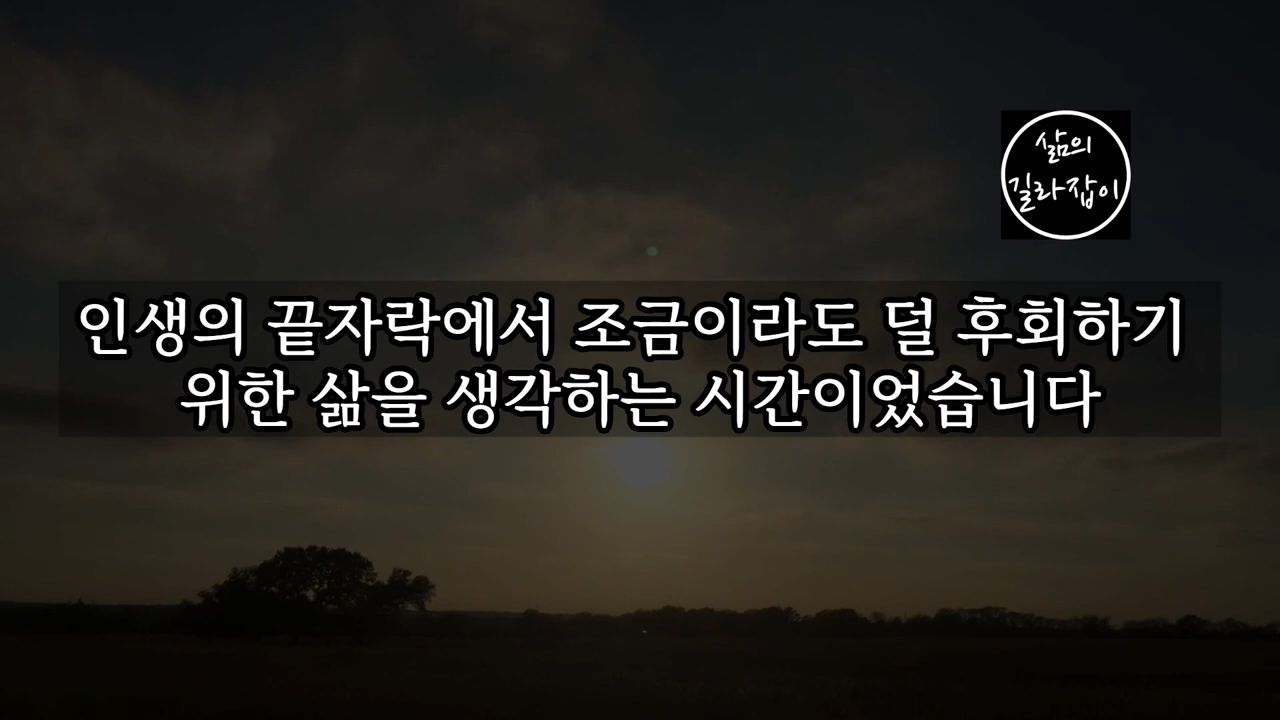 삶의
길라잡이
인생의 끝자락에서 조금이라도 덜 후회하기
위한 삶을 생각하는 시간이었습니다